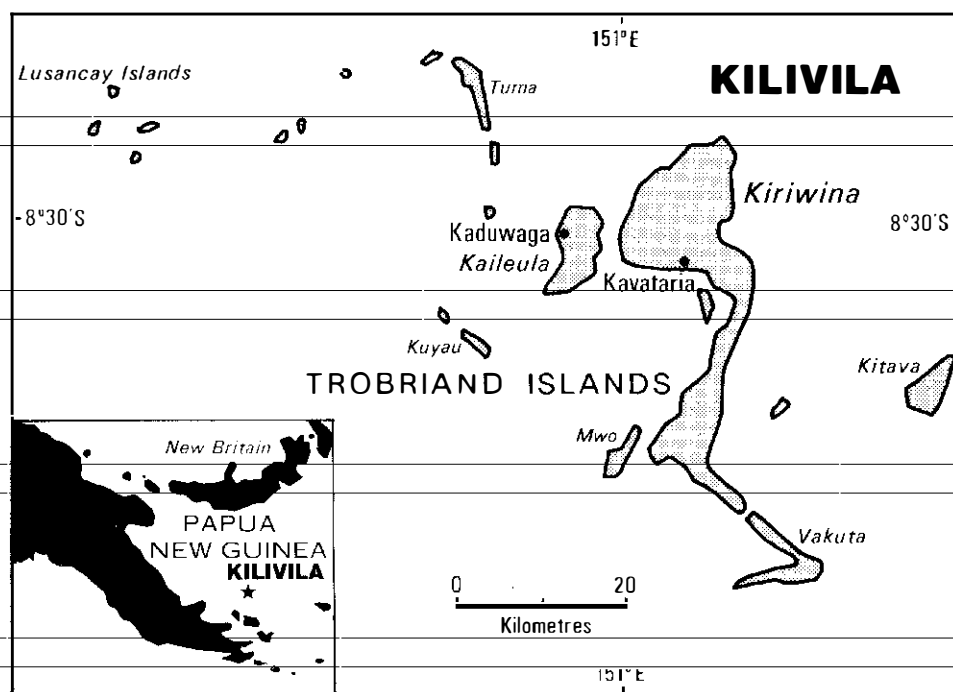 151°E
KILIVILA
Lusancay Islands
Tuma
Kiriwina
-8°30'S
8°30'S
Kaduwaga
Kaileula
Kavataria
Kuyau
Kitava
TROBRIAND ISLANDS
Mwo
New Britain
PAPUA
NEW GUINEA
KILIVILA
Vakuta
0 20
Kilometres
151°E